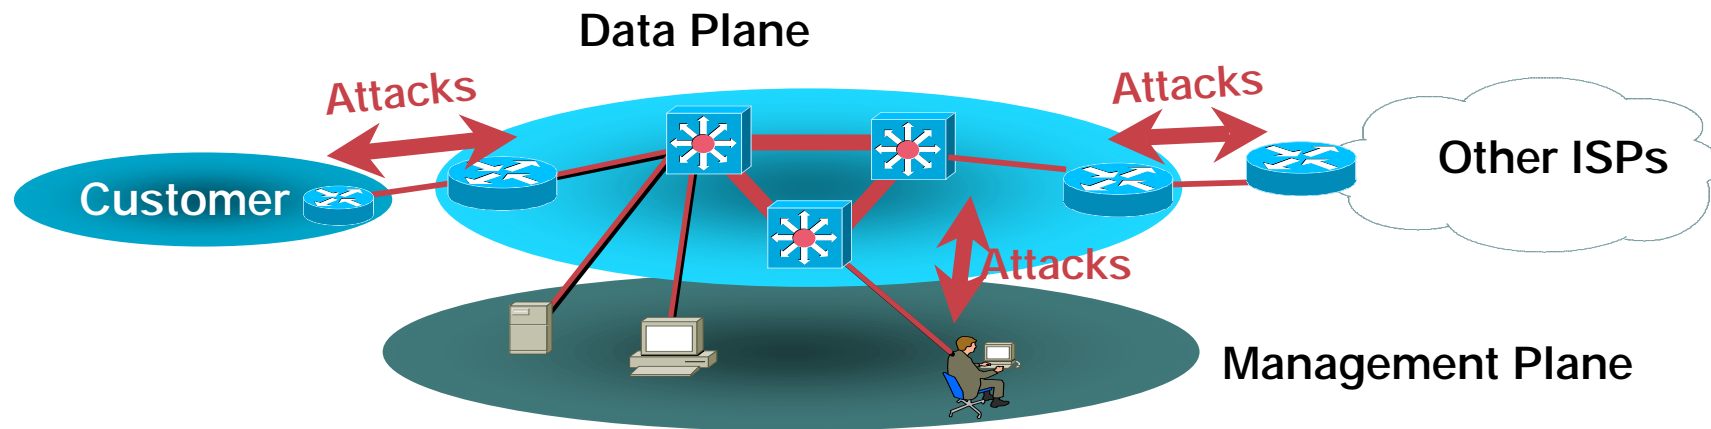 Data Plane
Attacks
Attacks
Customer
Other ISPs
Attacks
Management Plane